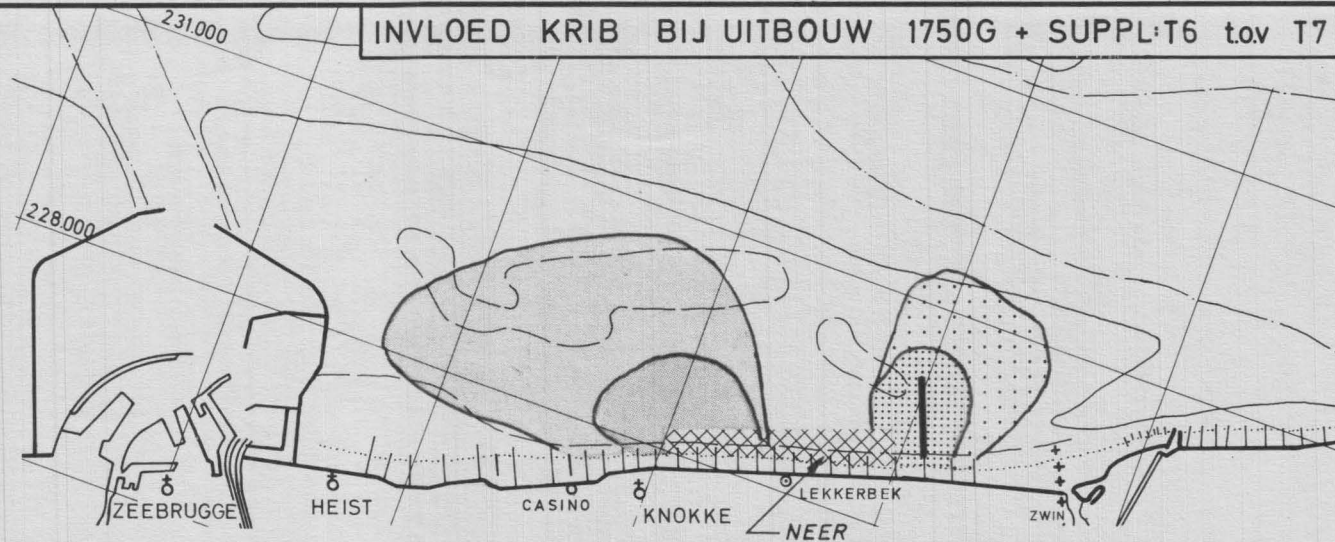 INVLOED KRIB BIJ UITBOUW 1750G + SUPPL: T6 t.o.v T7
231.000
228.000
ZEEBRUGGE
HEIST
CASINO
KNOKKE
LEKKERBEK
ZWIN
NEER